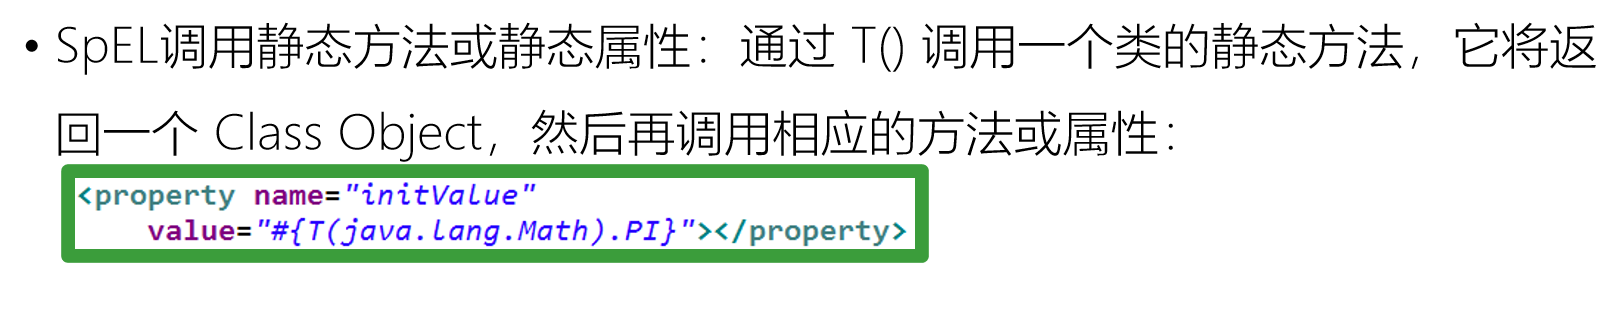 • SpEL调用静态方法或静态属性：通过 T() 调用一个类的静态方法，它将返
回一个 Class Object，然后再调用相应的方法或属性：
<property name="initValue"
value="#{T(java.lang.Math).PI}"></property>